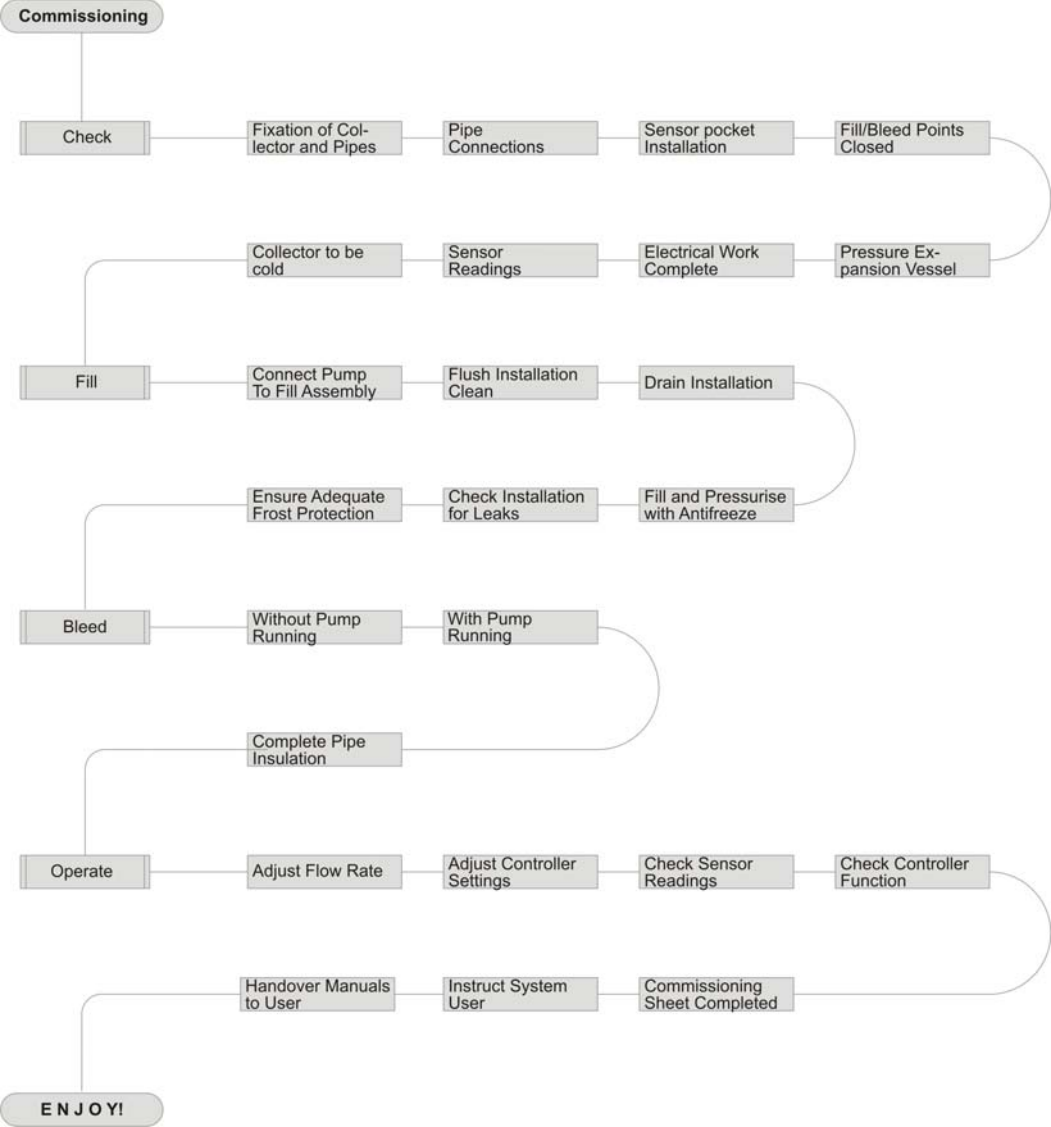 Commissioning
Check
Fixation of Col-
lector and Pipes
Pipe
Connections
Sensor pocket
Installation
Fill/Bleed Points
Closed
Pressure Ex-
pansion Vessel
Electrical Work
Complete
Sensor
Readings
Collector to be
cold
Fill
Connect Pump
To Fill Assembly
Flush Installation
Clean
Drain Installation
Fill and Pressurise
with Antifreeze
Check Installation
for Leaks
Ensure Adequate
Frost Protection
Bleed
Without Pump
Running
With Pump
Running
Complete Pipe
Insulation
Operate
Adjust Flow Rate
Adjust Controller
Settings
Check Sensor
Readings
Check Controller
Function
Commissioning
Sheet Completed
Instruct System
User
Handover Manuals
to User
E N J O Y!